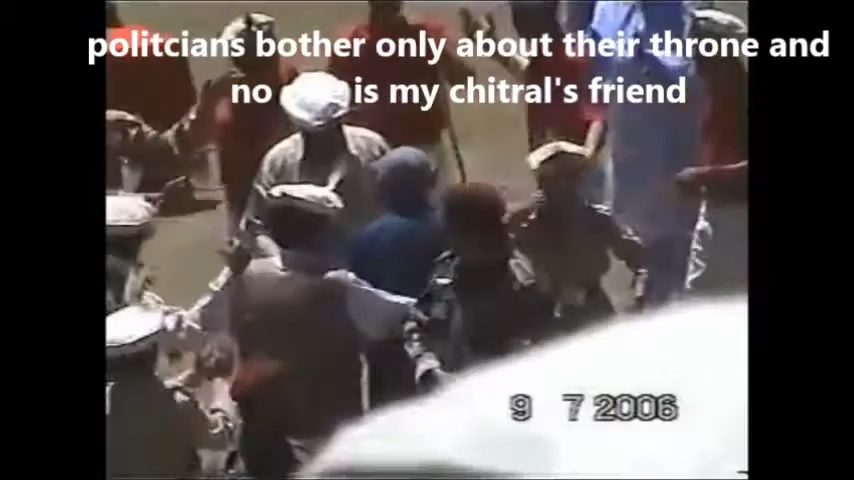 politcians bother only about their throne and
no is my chitral's friend
9 7 2006